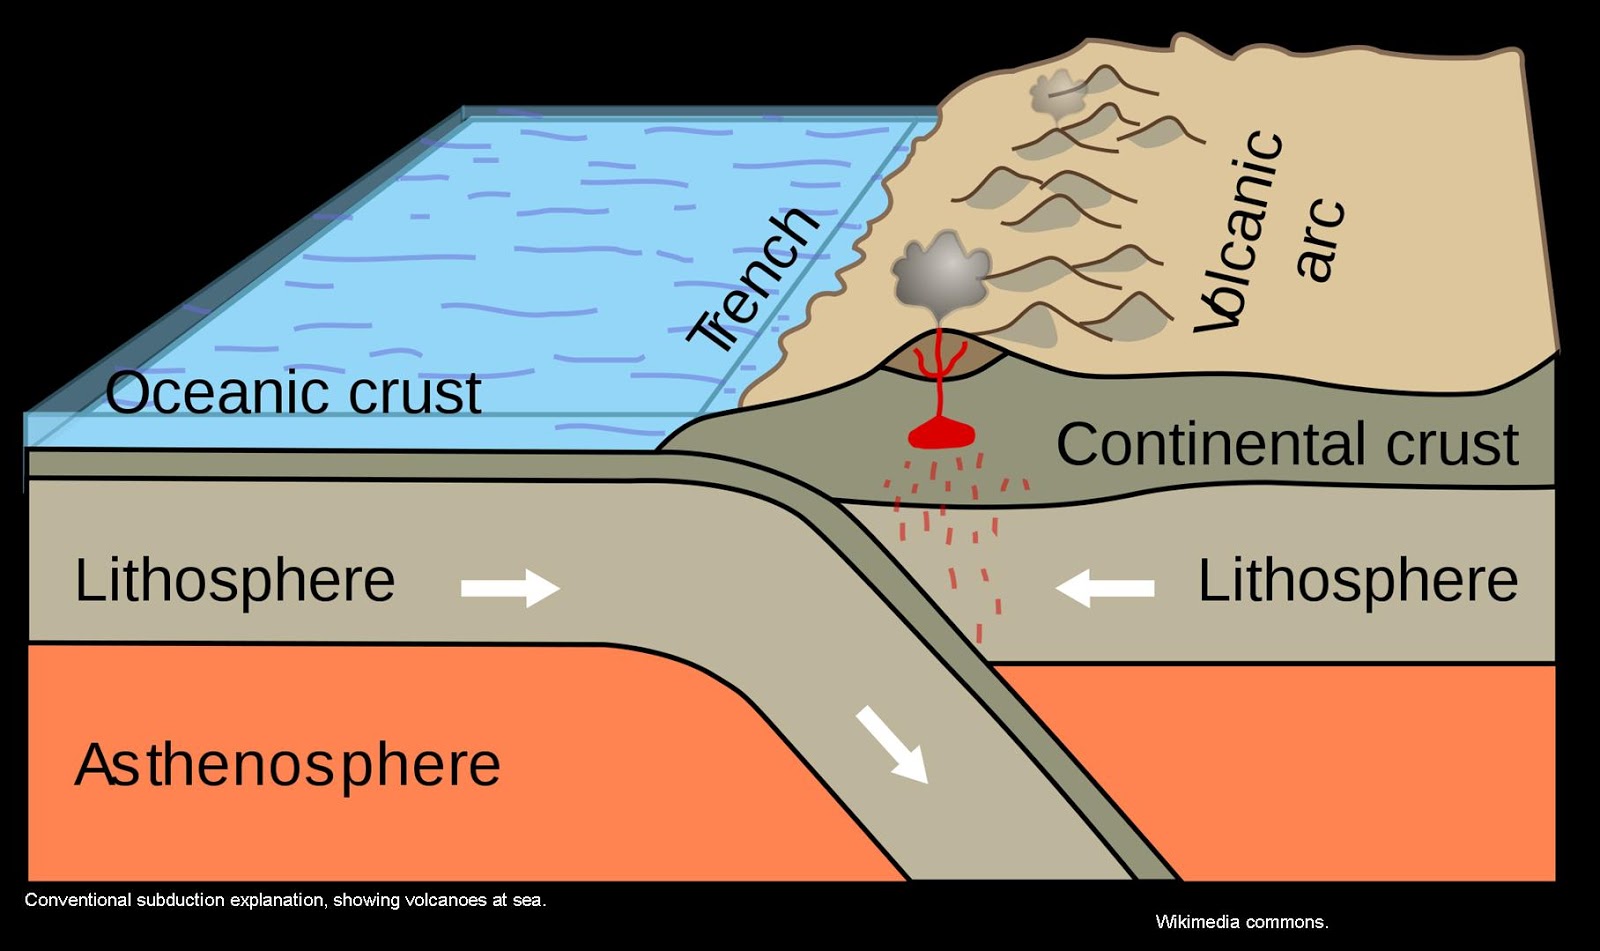 Volcanic
arc
Trench
Oceanic crust
Continental crust
Lithosphere
Lithosphere
Asthenosphere
Conventional subduction explanation, showing volcanoes at sea.
Wikimedia commons.